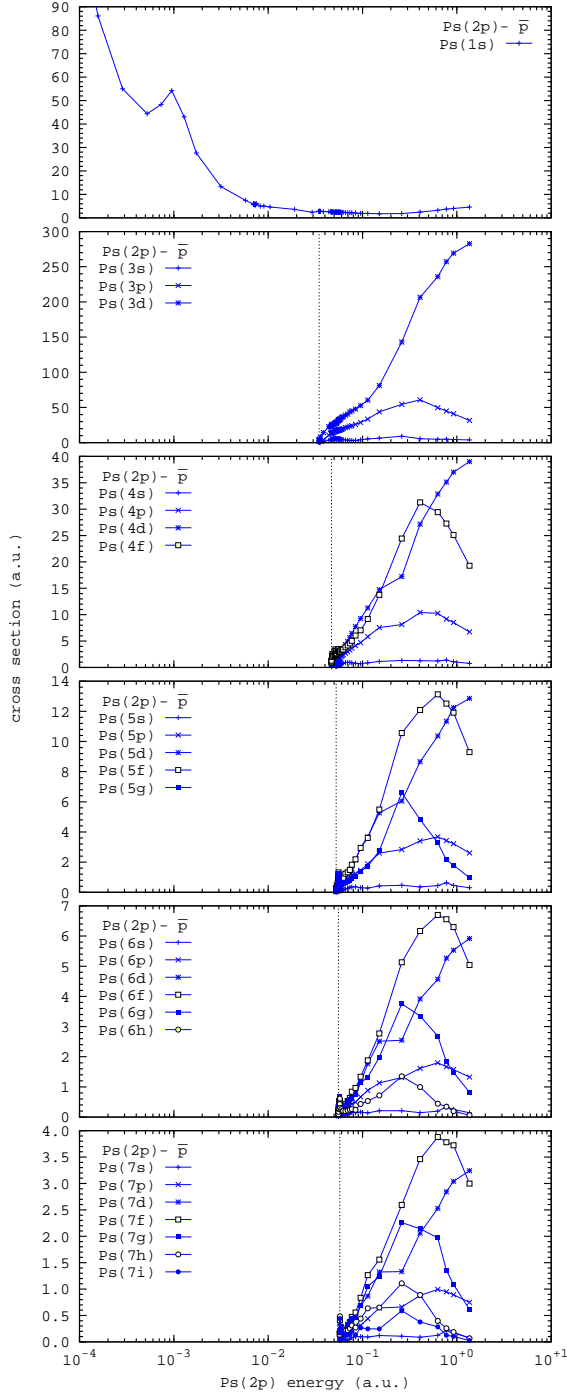 90
80
70
60
50
40
30
20
10
0
Ps(2p)- p̅
Ps(1s)
300
250
200
150
100
50
0
Ps(2p)- p̅
Ps(3s)
Ps(3p)
Ps(3d)
40
35
30
25
20
15
10
5
0
Ps(2p)- p̅
Ps(4s)
Ps(4p)
Ps(4d)
Ps(4f)
cross section (a.u.)
14
12
10
8
6
4
2
0
Ps(2p)- p̅
Ps(5s)
Ps(5p)
Ps(5d)
Ps(5f)
Ps(5g)
7
6
5
4
3
2
1
0
Ps(2p)- p̅
Ps(6s)
Ps(6p)
Ps(6d)
Ps(6f)
Ps(6g)
Ps(6h)
4.0
3.5
3.0
2.5
2.0
1.5
1.0
0.5
0.0
Ps(2p)- p̅
Ps(7s)
Ps(7p)
Ps(7d)
Ps(7f)
Ps(7g)
Ps(7h)
Ps(7i)
10⁻⁴ 10⁻³ 10⁻² 10⁻¹ 10⁺⁰ 10⁺¹
Ps(2p) energy (a.u.)